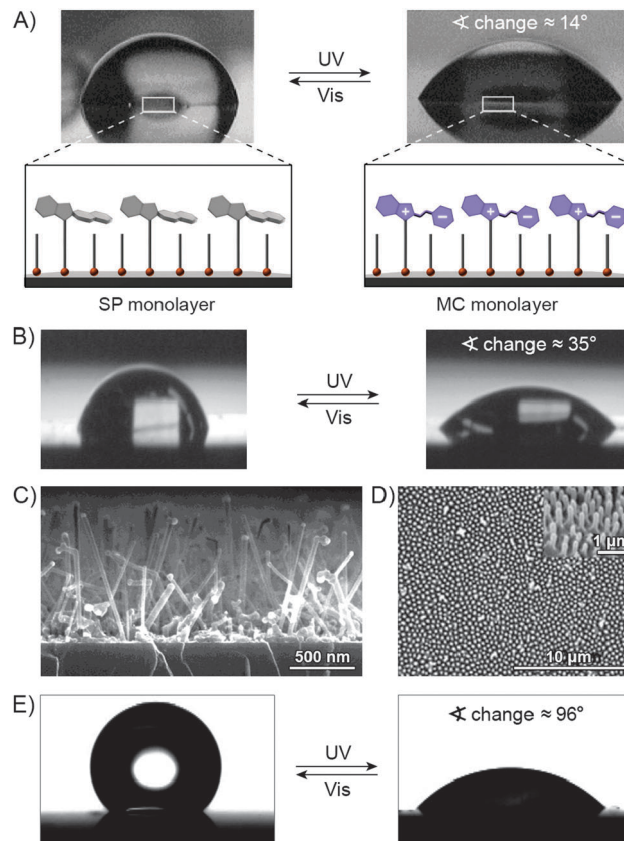 A)
UV
Vis
∢ change ≈ 14°
+ − + − + −
SP monolayer
MC monolayer
B)
UV
Vis
∢ change ≈ 35°
C)
500 nm
D)
1 µm
10 µm
E)
UV
Vis
∢ change ≈ 96°